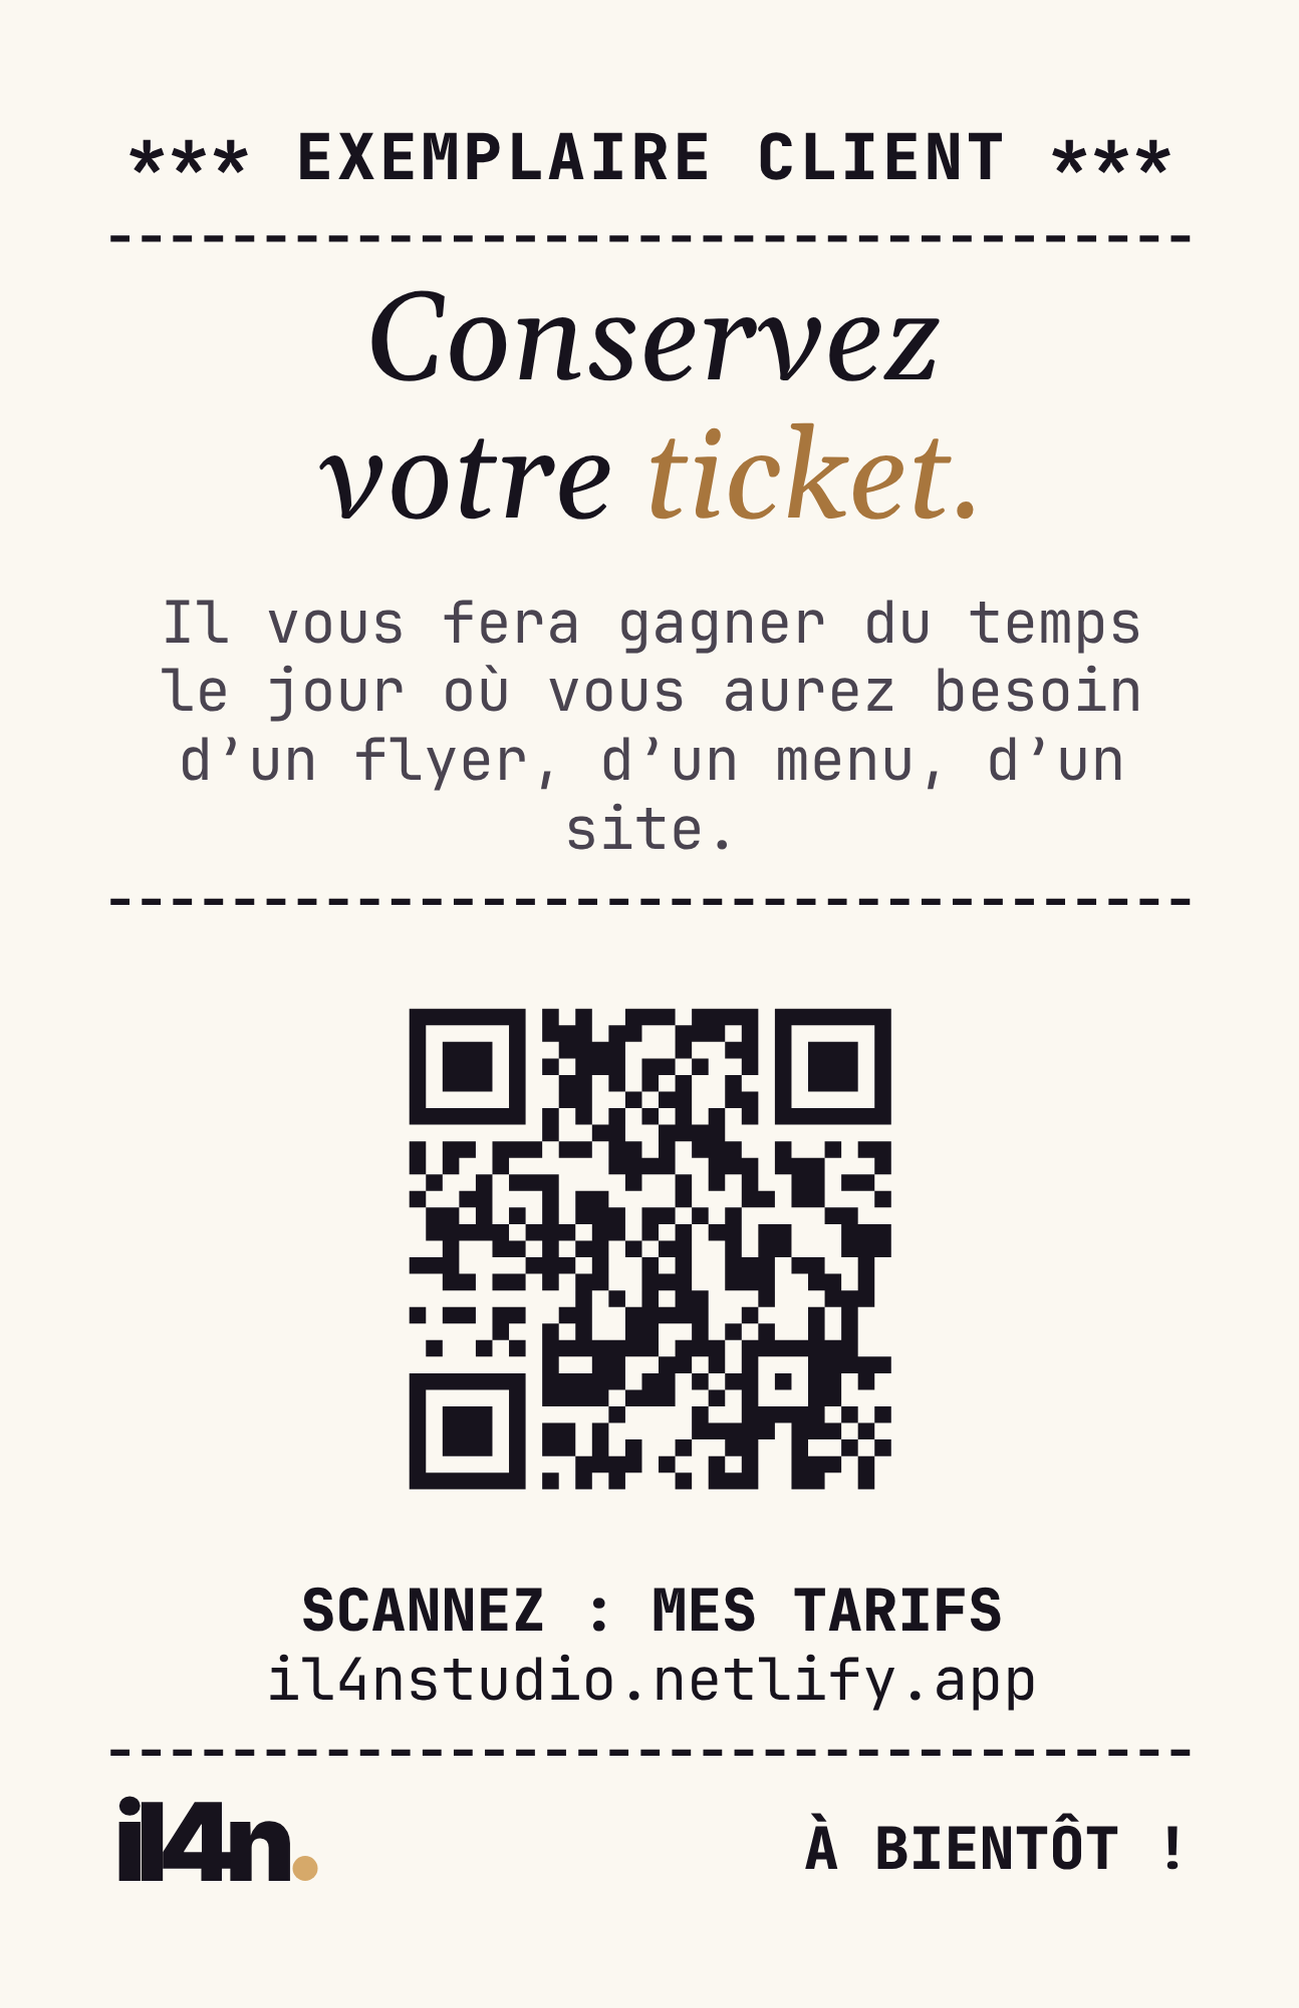 *** EXEMPLAIRE CLIENT ***
Conservez
votre ticket.
Il vous fera gagner du temps
le jour où vous aurez besoin
d’un flyer, d’un menu, d’un
site.
SCANNEZ : MES TARIFS
il4nstudio.netlify.app
il4n.
À BIENTÔT !